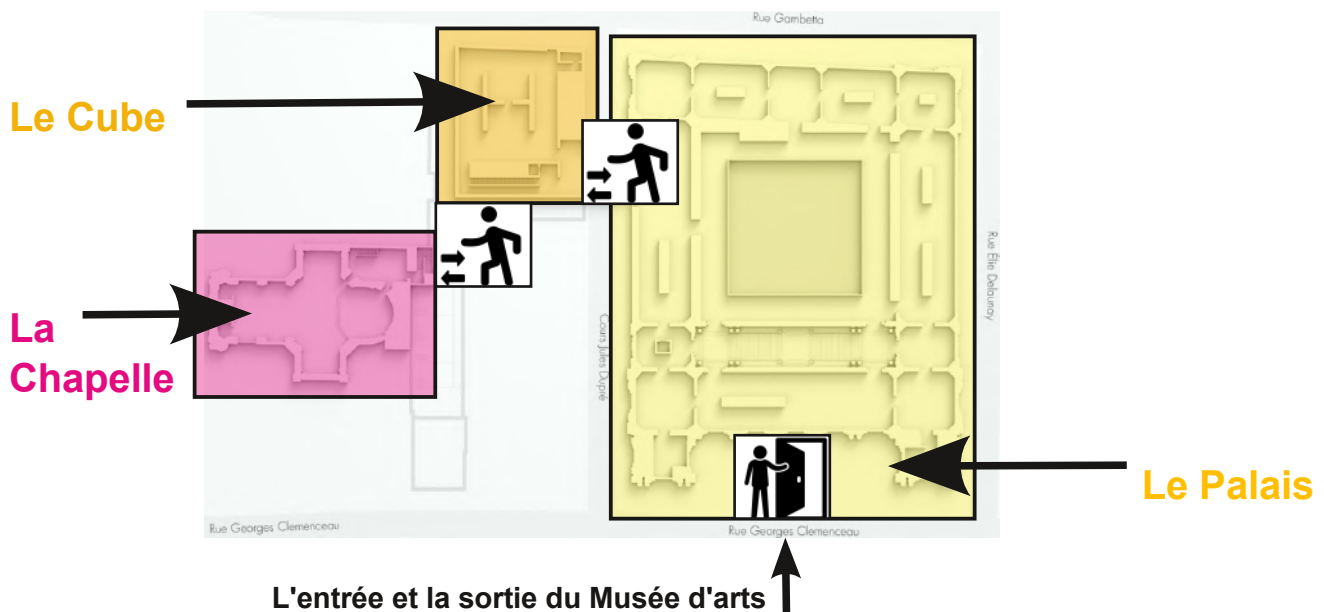 Rue Gambetta
Le Cube
La
Chapelle
Rue Élie Delaunay
Cours Jules Dupré
Le Palais
Rue Georges Clemenceau
Rue Georges Clemenceau
L'entrée et la sortie du Musée d'arts